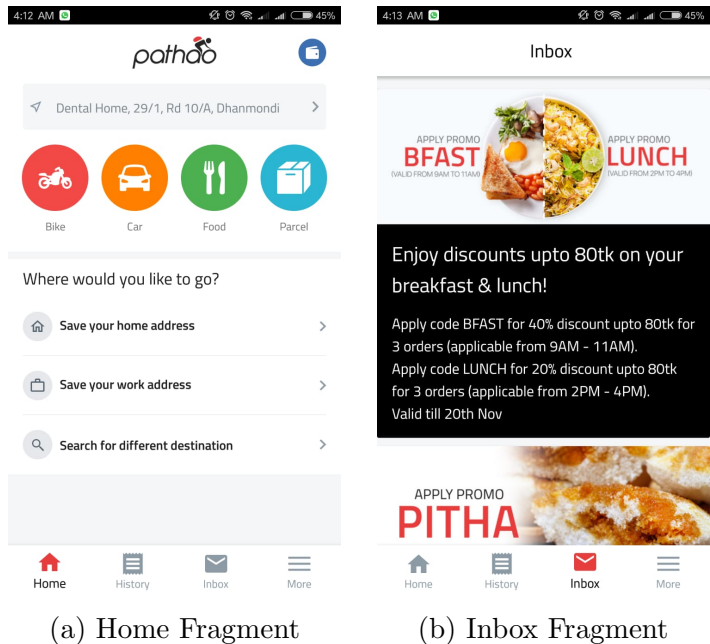 4:12 AM 45%
pathao
Dental Home, 29/1, Rd 10/A, Dhanmondi
Bike Car Food Parcel
Where would you like to go?
Save your home address
Save your work address
Search for different destination
Home History Inbox More
(a) Home Fragment
4:13 AM 45%
Inbox
APPLY PROMO
BFAST
(VALID FROM 9AM TO 11AM)
APPLY PROMO
LUNCH
(VALID FROM 2PM TO 4PM)
Enjoy discounts upto 80tk on your
breakfast & lunch!
Apply code BFAST for 40% discount upto 80tk for
3 orders (applicable from 9AM - 11AM).
Apply code LUNCH for 20% discount upto 80tk
for 3 orders (applicable from 2PM - 4PM).
Valid till 20th Nov
APPLY PROMO
PITHA
Home History Inbox More
(b) Inbox Fragment